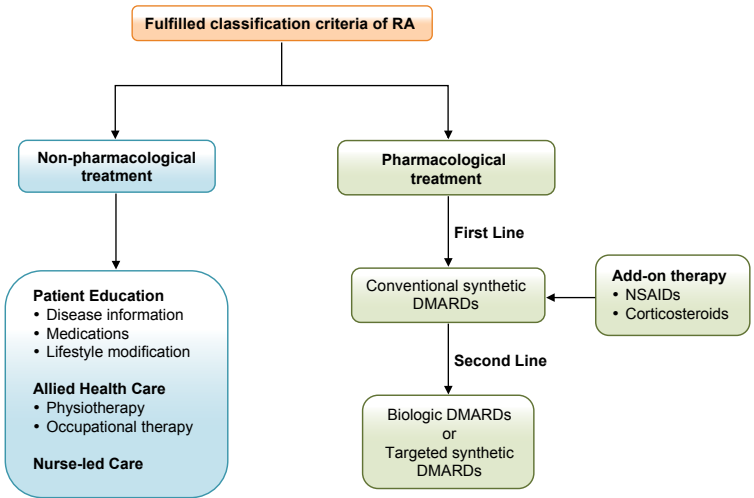 Fulfilled classification criteria of RA
Non-pharmacological
treatment
Pharmacological
treatment
First Line
Patient Education
• Disease information
• Medications
• Lifestyle modification
Allied Health Care
• Physiotherapy
• Occupational therapy
Nurse-led Care
Conventional synthetic
DMARDs
Add-on therapy
• NSAIDs
• Corticosteroids
Second Line
Biologic DMARDs
or
Targeted synthetic
DMARDs